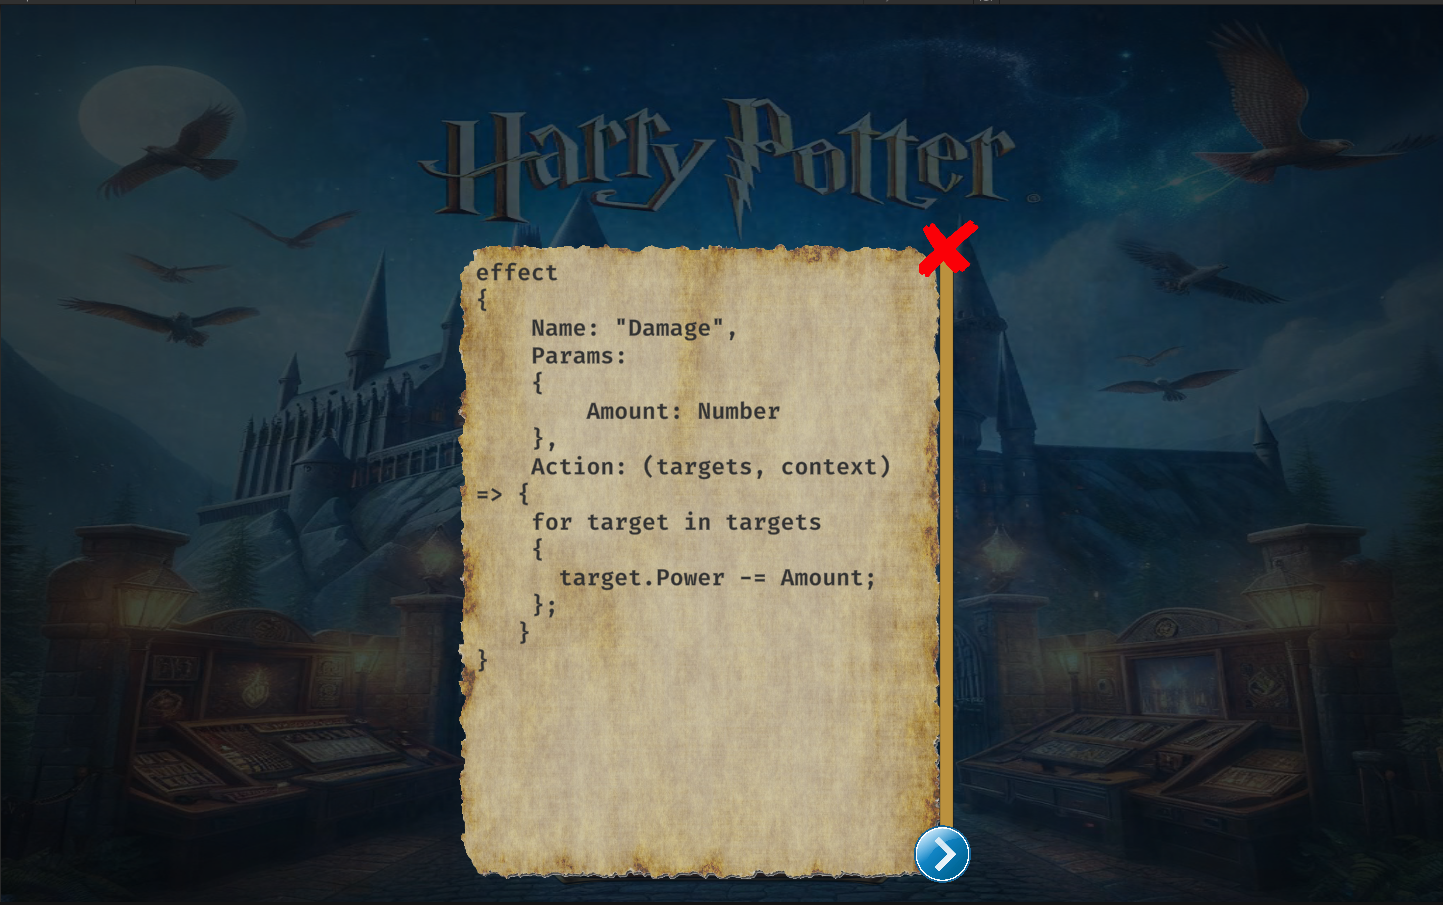 Harry Potter
effect
{
    Name: "Damage",
    Params:
    {
        Amount: Number
    },
    Action: (targets, context)
=> {
    for target in targets
    {
      target.Power -= Amount;
    };
   }
}